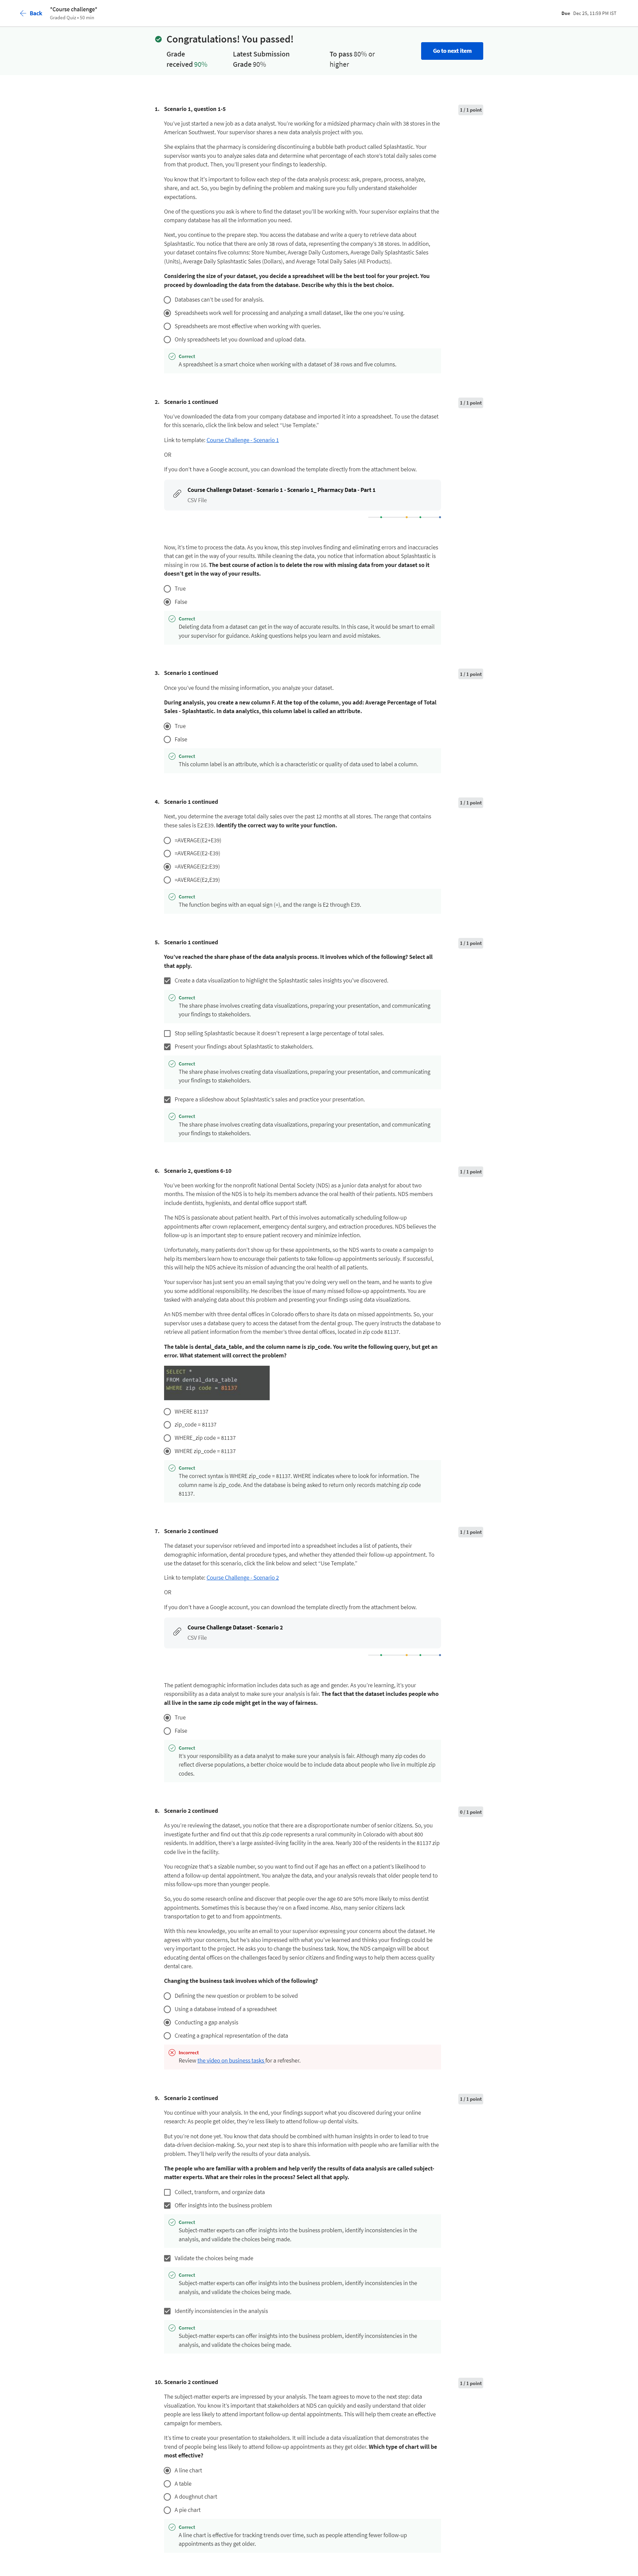 Back
"Course challenge"
Graded Quiz • 50 min
Due Dec 25, 11:59 PM IST
Congratulations! You passed!
Grade received 90%
Latest Submission Grade 90%
To pass 80% or higher
Go to next item
1. Scenario 1, question 1-5
1 / 1 point
You've just started a new job as a data analyst. You're working for a midsized pharmacy chain with 38 stores in the
American Southwest. Your supervisor shares a new data analysis project with you.
She explains that the pharmacy is considering discontinuing a bubble bath product called Splashtastic. Your
supervisor wants you to analyze sales data and determine what percentage of each store's total daily sales come
from that product. Then, you'll present your findings to leadership.
You know that it's important to follow each step of the data analysis process: ask, prepare, process, analyze,
share, and act. So, you begin by defining the problem and making sure you fully understand stakeholder
expectations.
One of the questions you ask is where to find the dataset you'll be working with. Your supervisor explains that the
company database has all the information you need.
Next, you continue to the prepare step. You access the database and write a query to retrieve data about
Splashtastic. You notice that there are only 38 rows of data, representing the company's 38 stores. In addition,
your dataset contains five columns: Store Number, Average Daily Customers, Average Daily Splashtastic Sales
(Units), Average Daily Splashtastic Sales (Dollars), and Average Total Daily Sales (All Products).
Considering the size of your dataset, you decide a spreadsheet will be the best tool for your project. You
proceed by downloading the data from the database. Describe why this is the best choice.
Databases can't be used for analysis.
Spreadsheets work well for processing and analyzing a small dataset, like the one you're using.
Spreadsheets are most effective when working with queries.
Only spreadsheets let you download and upload data.
Correct
A spreadsheet is a smart choice when working with a dataset of 38 rows and five columns.
2. Scenario 1 continued
1 / 1 point
You've downloaded the data from your company database and imported it into a spreadsheet. To use the dataset
for this scenario, click the link below and select "Use Template."
Link to template: Course Challenge - Scenario 1
OR
If you don't have a Google account, you can download the template directly from the attachment below.
Course Challenge Dataset - Scenario 1 - Scenario 1_ Pharmacy Data - Part 1
CSV File
Now, it's time to process the data. As you know, this step involves finding and eliminating errors and inaccuracies
that can get in the way of your results. While cleaning the data, you notice that information about Splashtastic is
missing in row 16. The best course of action is to delete the row with missing data from your dataset so it
doesn't get in the way of your results.
True
False
Correct
Deleting data from a dataset can get in the way of accurate results. In this case, it would be smart to email
your supervisor for guidance. Asking questions helps you learn and avoid mistakes.
3. Scenario 1 continued
1 / 1 point
Once you've found the missing information, you analyze your dataset.
During analysis, you create a new column F. At the top of the column, you add: Average Percentage of Total
Sales - Splashtastic. In data analytics, this column label is called an attribute.
True
False
Correct
This column label is an attribute, which is a characteristic or quality of data used to label a column.
4. Scenario 1 continued
1 / 1 point
Next, you determine the average total daily sales over the past 12 months at all stores. The range that contains
these sales is E2:E39. Identify the correct way to write your function.
=AVERAGE(E2+E39)
=AVERAGE(E2-E39)
=AVERAGE(E2:E39)
+AVERAGE(E2,E39)
Correct
The function begins with an equal sign (=), and the range is E2 through E39.
5. Scenario 1 continued
1 / 1 point
You've reached the share phase of the data analysis process. It involves which of the following? Select all
that apply.
Create a data visualization to highlight the Splashtastic sales insights you've discovered.
Correct
The share phase involves creating data visualizations, preparing your presentation, and communicating
your findings to stakeholders.
Stop selling Splashtastic because it doesn't represent a large percentage of total sales.
Present your findings about Splashtastic to stakeholders.
Correct
The share phase involves creating data visualizations, preparing your presentation, and communicating
your findings to stakeholders.
Prepare a slideshow about Splashtastic's sales and practice your presentation.
Correct
The share phase involves creating data visualizations, preparing your presentation, and communicating
your findings to stakeholders.
6. Scenario 2, questions 6-10
1 / 1 point
You've been working for the nonprofit National Dental Society (NDS) as a junior data analyst for about two
months. The mission of the NDS is to help its members advance the oral health of their patients. NDS members
include dentists, hygienists, and dental office support staff.
The NDS is passionate about patient health. Part of this involves automatically scheduling follow-up
appointments after crown replacement, emergency dental surgery, and extraction procedures. NDS believes the
follow-up is an important step to ensure patient recovery and minimize infection.
Unfortunately, many patients don't show up for these appointments, so the NDS wants to create a campaign to
help its members learn how to encourage their patients to take follow-up appointments seriously. If successful,
this will help the NDS achieve its mission of advancing the oral health of all patients.
Your supervisor has just sent you an email saying that you're doing very well on the team, and he wants to give
you some additional responsibility. He describes the issue of many missed follow-up appointments. You are
tasked with analyzing data about this problem and presenting your findings using data visualizations.
An NDS member with three dental offices in Colorado offers to share its data on missed appointments. So, your
supervisor uses a database query to access the dataset from the dental group. The query instructs the database to
retrieve all patient information from the member's three dental offices, located in zip code 81137.
The table is dental_data_table, and the column name is zip_code. You write the following query, but get an
error. What statement will correct the problem?
SELECT *
FROM dental_data_table
WHERE zip code = 81137
WHERE 81137
zip_code = 81137
WHERE_zip code = 81137
WHERE zip_code = 81137
Correct
The correct syntax is WHERE zip_code = 81137. WHERE indicates where to look for information. The
column name is zip_code. And the database is being asked to return only records matching zip code
81137.
7. Scenario 2 continued
1 / 1 point
The dataset your supervisor retrieved and imported into a spreadsheet includes a list of patients, their
demographic information, dental procedure types, and whether they attended their follow-up appointment. To
use the dataset for this scenario, click the link below and select "Use Template."
Link to template: Course Challenge - Scenario 2
OR
If you don't have a Google account, you can download the template directly from the attachment below.
Course Challenge Dataset - Scenario 2
CSV File
The patient demographic information includes data such as age and gender. As you're learning, it's your
responsibility as a data analyst to make sure your analysis is fair. The fact that the dataset includes people who
all live in the same zip code might get in the way of fairness.
True
False
Correct
It's your responsibility as a data analyst to make sure your analysis is fair. Although many zip codes do
reflect diverse populations, a better choice would be to include data about people who live in multiple zip
codes.
8. Scenario 2 continued
0 / 1 point
As you're reviewing the dataset, you notice that there are a disproportionate number of senior citizens. So, you
investigate further and find out that this zip code represents a rural community in Colorado with about 800
residents. In addition, there's a large assisted-living facility in the area. Nearly 300 of the residents in the 81137 zip
code live in the facility.
You recognize that's a sizable number, so you want to find out if age has an effect on a patient's likelihood to
attend a follow-up dental appointment. You analyze the data, and your analysis reveals that older people tend to
miss follow-ups more than younger people.
So, you do some research online and discover that people over the age 60 are 50% more likely to miss dentist
appointments. Sometimes this is because they're on a fixed income. Also, many senior citizens lack
transportation to get to and from appointments.
With this new knowledge, you write an email to your supervisor expressing your concerns about the dataset. He
agrees with your concerns, but he's also impressed with what you've learned and thinks your findings could be
very important to the project. He asks you to change the business task. Now, the NDS campaign will be about
educating dental offices on the challenges faced by senior citizens and finding ways to help them access quality
dental care.
Changing the business task involves which of the following?
Defining the new question or problem to be solved
Using a database instead of a spreadsheet
Conducting a gap analysis
Creating a graphical representation of the data
Incorrect
Review the video on business tasks for a refresher.
9. Scenario 2 continued
1 / 1 point
You continue with your analysis. In the end, your findings support what you discovered during your online
research: As people get older, they're less likely to attend follow-up dental visits.
But you're not done yet. You know that data should be combined with human insights in order to lead to true
data-driven decision-making. So, your next step is to share this information with people who are familiar with the
problem. They'll help verify the results of your data analysis.
The people who are familiar with a problem and help verify the results of data analysis are called subject-
matter experts. What are their roles in the process? Select all that apply.
Collect, transform, and organize data
Offer insights into the business problem
Correct
Subject-matter experts can offer insights into the business problem, identify inconsistencies in the
analysis, and validate the choices being made.
Validate the choices being made
Correct
Subject-matter experts can offer insights into the business problem, identify inconsistencies in the
analysis, and validate the choices being made.
Identify inconsistencies in the analysis
Correct
Subject-matter experts can offer insights into the business problem, identify inconsistencies in the
analysis, and validate the choices being made.
10. Scenario 2 continued
1 / 1 point
The subject-matter experts are impressed by your analysis. The team agrees to move to the next step: data
visualization. You know it's important that stakeholders at NDS can quickly and easily understand that older
people are less likely to attend important follow-up dental appointments. This will help them create an effective
campaign for members.
It's time to create your presentation to stakeholders. It will include a data visualization that demonstrates the
trend of people being less likely to attend follow-up appointments as they get older. Which type of chart will be
most effective?
A line chart
A table
A doughnut chart
A pie chart
Correct
A line chart is effective for tracking trends over time, such as people attending fewer follow-up
appointments as they get older.